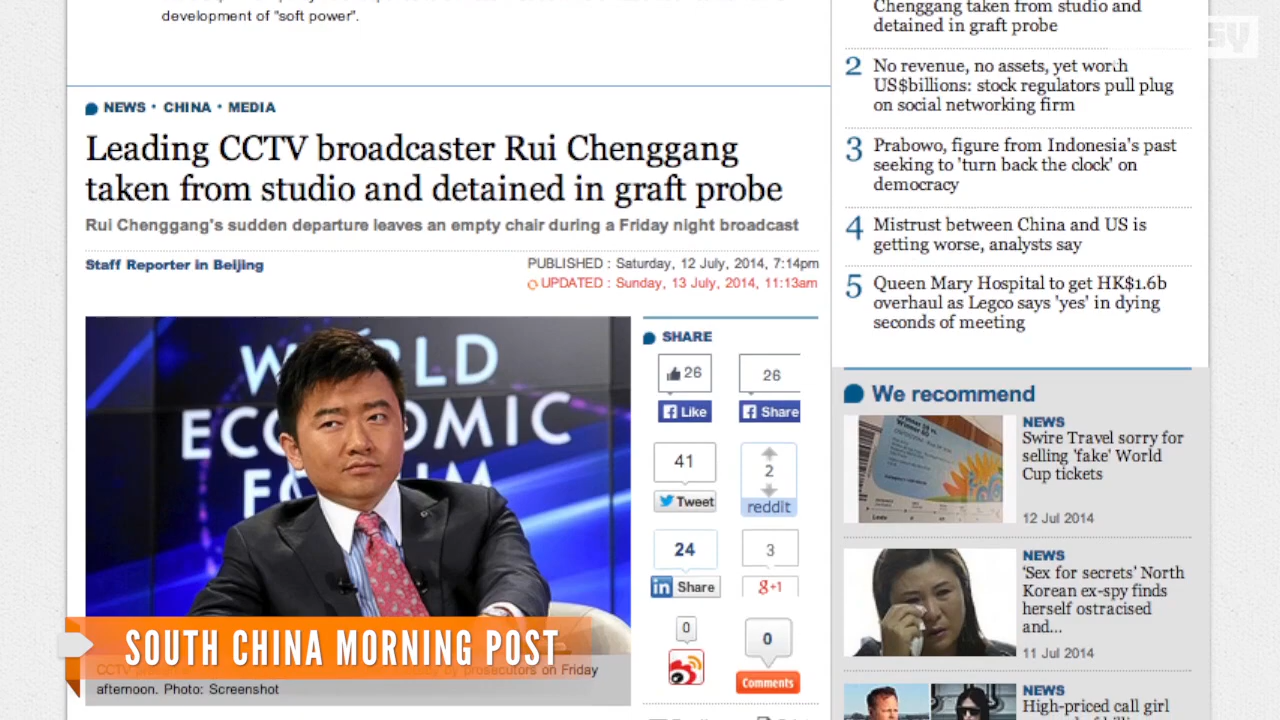 development of "soft power".
NEWS • CHINA • MEDIA
Leading CCTV broadcaster Rui Chenggang
taken from studio and detained in graft probe
Rui Chenggang's sudden departure leaves an empty chair during a Friday night broadcast
Staff Reporter in Beijing
PUBLISHED : Saturday, 12 July, 2014, 7:14pm
UPDATED : Sunday, 13 July, 2014, 11:13am
WORLD
ECONOMIC
FORUM
SOUTH CHINA MORNING POST
by prosecutors on Friday
afternoon. Photo: Screenshot
SHARE
26
26
Like
Share
41
2
Tweet
reddit
24
3
in Share
g+1
0
0
Comments
Chenggang taken from studio and
detained in graft probe
2 No revenue, no assets, yet worth
US$billions: stock regulators pull plug
on social networking firm
3 Prabowo, figure from Indonesia's past
seeking to 'turn back the clock' on
democracy
4 Mistrust between China and US is
getting worse, analysts say
5 Queen Mary Hospital to get HK$1.6b
overhaul as Legco says 'yes' in dying
seconds of meeting
We recommend
NEWS
Swire Travel sorry for
selling 'fake' World
Cup tickets
12 Jul 2014
NEWS
'Sex for secrets' North
Korean ex-spy finds
herself ostracised
and...
11 Jul 2014
NEWS
High-priced call girl